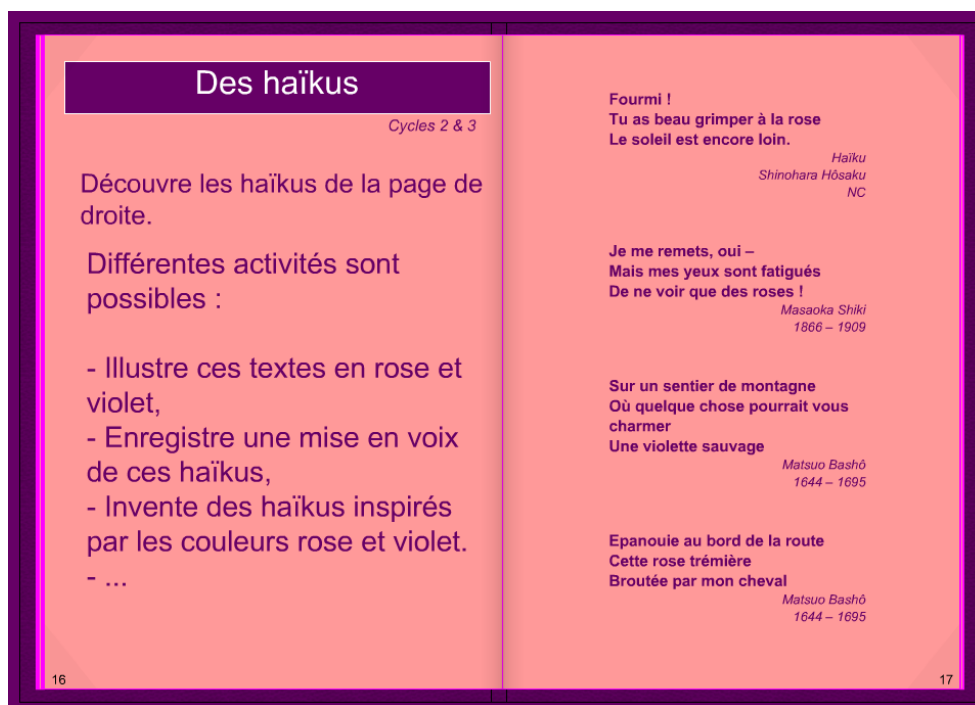 Des haïkus
Cycles 2 & 3
Découvre les haïkus de la page de
droite.
Différentes activités sont
possibles :
- Illustre ces textes en rose et
violet,
- Enregistre une mise en voix
de ces haïkus,
- Invente des haïkus inspirés
par les couleurs rose et violet.
- ...
16
Fourmi !
Tu as beau grimper à la rose
Le soleil est encore loin.
Haïku
Shinohara Hôsaku
NC
Je me remets, oui –
Mais mes yeux sont fatigués
De ne voir que des roses !
Masaoka Shiki
1866 – 1909
Sur un sentier de montagne
Où quelque chose pourrait vous
charmer
Une violette sauvage
Matsuo Bashô
1644 – 1695
Epanouie au bord de la route
Cette rose trémière
Broutée par mon cheval
Matsuo Bashô
1644 – 1695
17